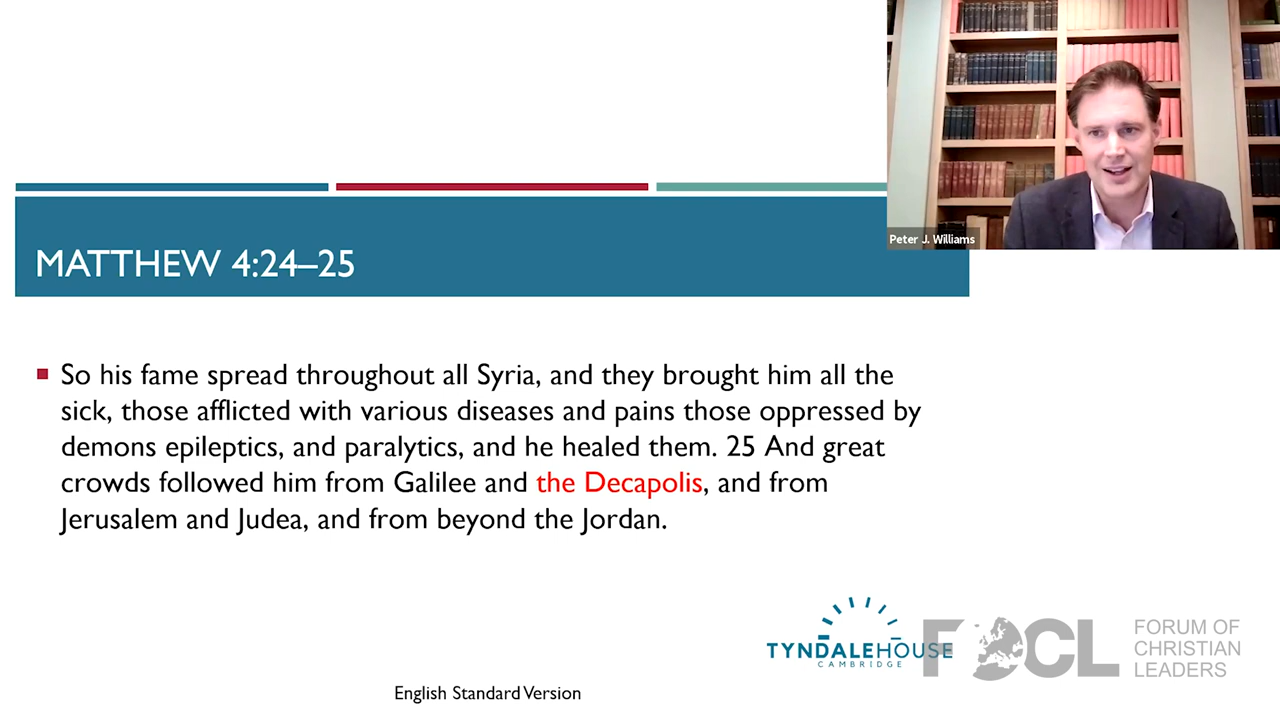 Peter J. Williams
MATTHEW 4:24–25
So his fame spread throughout all Syria, and they brought him all the
sick, those afflicted with various diseases and pains those oppressed by
demons epileptics, and paralytics, and he healed them. 25 And great
crowds followed him from Galilee and the Decapolis, and from
Jerusalem and Judea, and from beyond the Jordan.
TYNDALEHOUSE
CAMBRIDGE
FOCL
FORUM OF
CHRISTIAN
LEADERS
English Standard Version